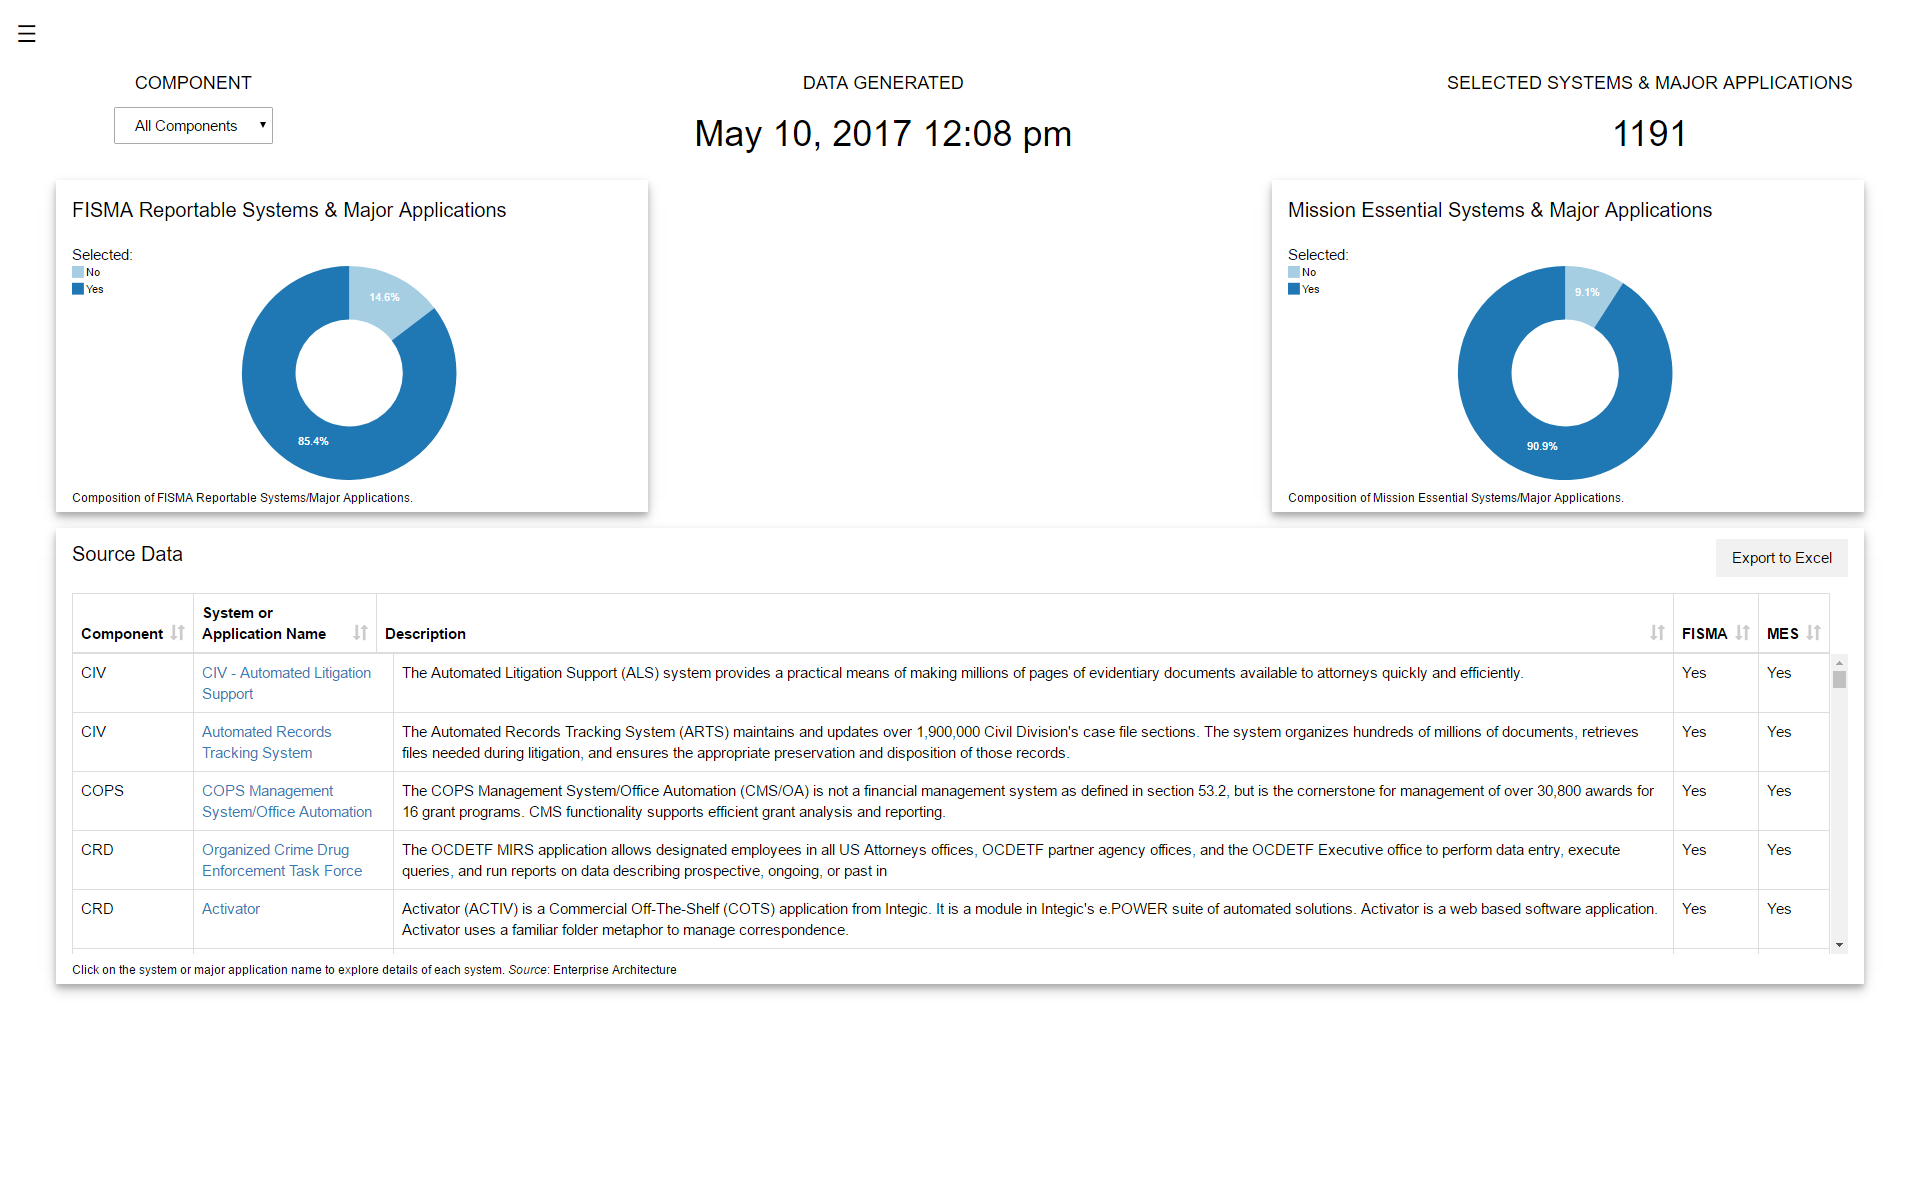 COMPONENT
All Components
DATA GENERATED
May 10, 2017 12:08 pm
SELECTED SYSTEMS & MAJOR APPLICATIONS
1191
FISMA Reportable Systems & Major Applications
Selected:
No
Yes
14.6%
85.4%
Composition of FISMA Reportable Systems/Major Applications.
Mission Essential Systems & Major Applications
Selected:
No
Yes
9.1%
90.9%
Composition of Mission Essential Systems/Major Applications.
Source Data
Export to Excel
Component
System or
Application Name
Description
FISMA
MES
CIV
CIV - Automated Litigation
Support
The Automated Litigation Support (ALS) system provides a practical means of making millions of pages of evidentiary documents available to attorneys quickly and efficiently.
Yes
Yes
CIV
Automated Records
Tracking System
The Automated Records Tracking System (ARTS) maintains and updates over 1,900,000 Civil Division's case file sections. The system organizes hundreds of millions of documents, retrieves
files needed during litigation, and ensures the appropriate preservation and disposition of those records.
Yes
Yes
COPS
COPS Management
System/Office Automation
The COPS Management System/Office Automation (CMS/OA) is not a financial management system as defined in section 53.2, but is the cornerstone for management of over 30,800 awards for
16 grant programs. CMS functionality supports efficient grant analysis and reporting.
Yes
Yes
CRD
Organized Crime Drug
Enforcement Task Force
The OCDETF MIRS application allows designated employees in all US Attorneys offices, OCDETF partner agency offices, and the OCDETF Executive office to perform data entry, execute
queries, and run reports on data describing prospective, ongoing, or past in
Yes
Yes
CRD
Activator
Activator (ACTIV) is a Commercial Off-The-Shelf (COTS) application from Integic. It is a module in Integic's e.POWER suite of automated solutions. Activator is a web based software application.
Activator uses a familiar folder metaphor to manage correspondence.
Yes
Yes
Click on the system or major application name to explore details of each system. Source: Enterprise Architecture